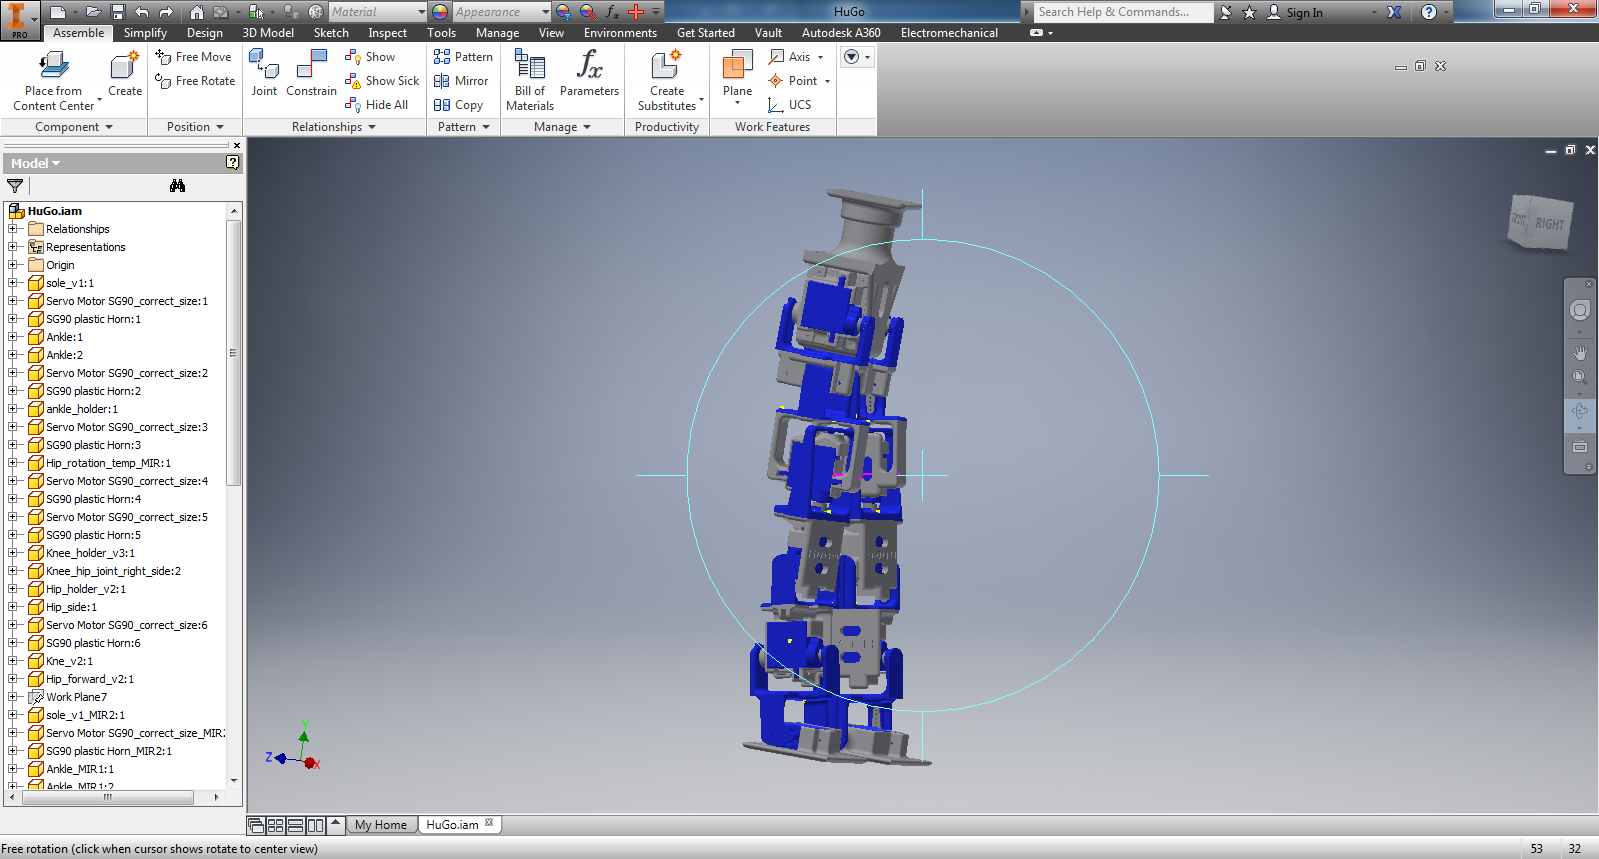 Material
Appearance
fx
HuGo
Search Help & Commands...
Sign In
PRO
Assemble
Simplify
Design
3D Model
Sketch
Inspect
Tools
Manage
View
Environments
Get Started
Vault
Autodesk A360
Electromechanical
Place from
Content Center
Create
Free Move
Free Rotate
Joint
Constrain
Show
Show Sick
Hide All
Pattern
Mirror
Copy
Bill of
Materials
fx
Parameters
Create
Substitutes
Plane
Axis
Point
UCS
Component
Position
Relationships
Pattern
Manage
Productivity
Work Features
Model
HuGo.iam
Relationships
Representations
Origin
sole_v1:1
Servo Motor SG90_correct_size:1
SG90 plastic Horn:1
Ankle:1
Ankle:2
Servo Motor SG90_correct_size:2
SG90 plastic Horn:2
ankle_holder:1
Servo Motor SG90_correct_size:3
SG90 plastic Horn:3
Hip_rotation_temp_MIR:1
Servo Motor SG90_correct_size:4
SG90 plastic Horn:4
Servo Motor SG90_correct_size:5
SG90 plastic Horn:5
Knee_holder_v3:1
Knee_hip_joint_right_side:2
Hip_holder_v2:1
Hip_side:1
Servo Motor SG90_correct_size:6
SG90 plastic Horn:6
Kne_v2:1
Hip_forward_v2:1
Work Plane7
sole_v1_MIR2:1
Servo Motor SG90_correct_size_MIR2
SG90 plastic Horn_MIR2:1
Ankle_MIR1:1
Ankle_MIR1:2
FRONT
RIGHT
Y
Z
X
My Home
HuGo.iam
Free rotation (click when cursor shows rotate to center view)
53
32